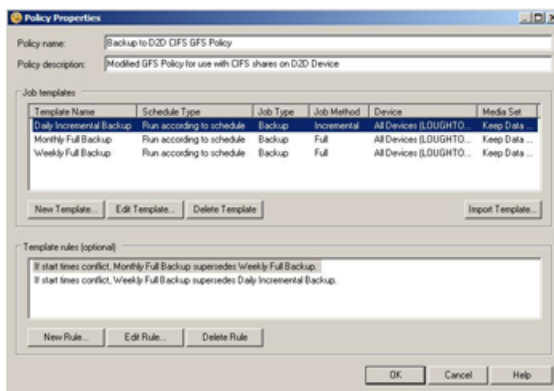 Policy Properties
Policy name: Backup to D2D CIFS GFS Policy
Policy description: Modified GFS Policy for use with CIFS shares on D2D Device
Job templates
Template Name Schedule Type Job Type Job Method Device Media Set
Daily Incremental Backup Run according to schedule Backup Incremental All Devices (LOUGHTO... Keep Data ...
Monthly Full Backup Run according to schedule Backup Full All Devices (LOUGHTO... Keep Data ...
Weekly Full Backup Run according to schedule Backup Full All Devices (LOUGHTO... Keep Data ...
New Template... Edit Template... Delete Template Import Template...
Template rules (optional)
If start times conflict, Monthly Full Backup supersedes Weekly Full Backup.
If start times conflict, Weekly Full Backup supersedes Daily Incremental Backup.
New Rule... Edit Rule... Delete Rule
OK Cancel Help